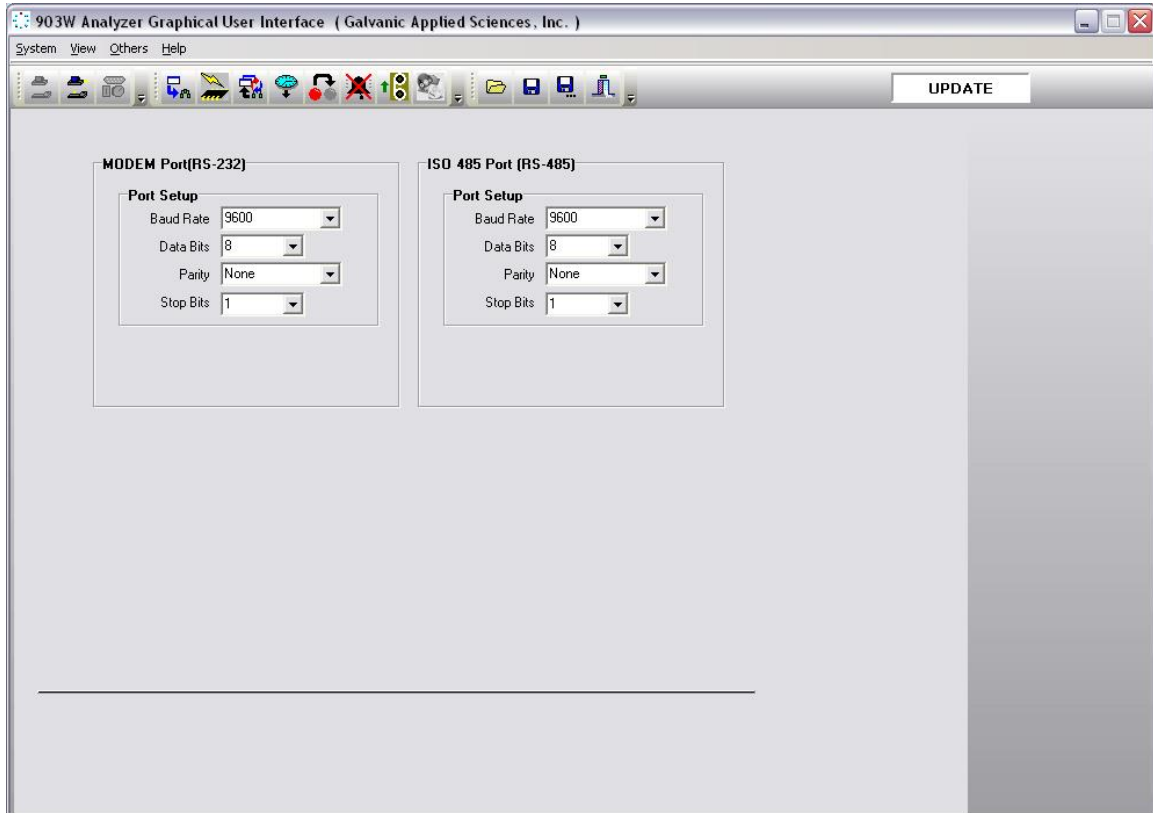 903W Analyzer Graphical User Interface ( Galvanic Applied Sciences, Inc. )
System View Others Help
UPDATE
MODEM Port(RS-232)
Port Setup
Baud Rate 9600
Data Bits 8
Parity None
Stop Bits 1
ISO 485 Port (RS-485)
Port Setup
Baud Rate 9600
Data Bits 8
Parity None
Stop Bits 1